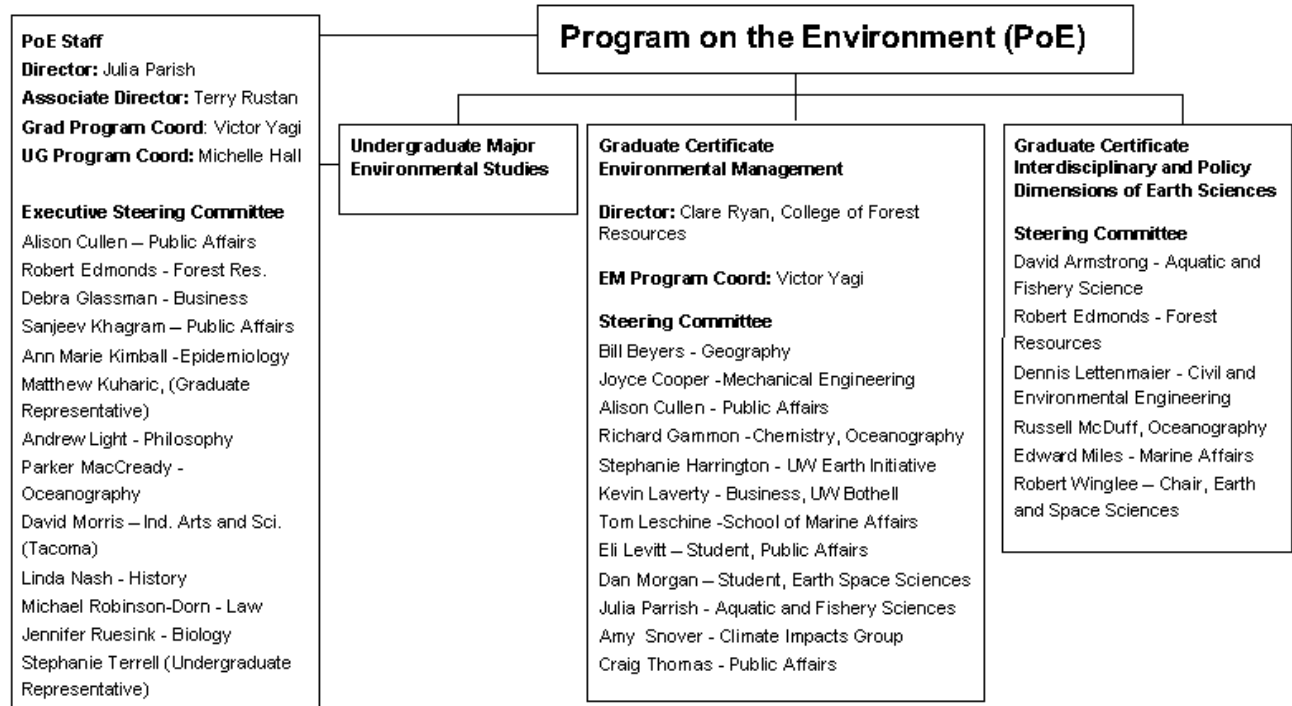 Program on the Environment (PoE)
PoE Staff
Director: Julia Parish
Associate Director: Terry Rustan
Grad Program Coord: Victor Yagi
UG Program Coord: Michelle Hall
Executive Steering Committee
Alison Cullen – Public Affairs
Robert Edmonds - Forest Res.
Debra Glassman - Business
Sanjeev Khagram – Public Affairs
Ann Marie Kimball -Epidemiology
Matthew Kuharic, (Graduate
Representative)
Andrew Light - Philosophy
Parker MacCready -
Oceanography
David Morris – Ind. Arts and Sci.
(Tacoma)
Linda Nash - History
Michael Robinson-Dorn - Law
Jennifer Ruesink - Biology
Stephanie Terrell (Undergraduate
Representative)
Undergraduate Major
Environmental Studies
Graduate Certificate
Environmental Management
Director: Clare Ryan, College of Forest
Resources
EM Program Coord: Victor Yagi
Steering Committee
Bill Beyers - Geography
Joyce Cooper -Mechanical Engineering
Alison Cullen - Public Affairs
Richard Gammon -Chemistry, Oceanography
Stephanie Harrington - UW Earth Initiative
Kevin Laverty - Business, UW Bothell
Tom Leschine -School of Marine Affairs
Eli Levitt – Student, Public Affairs
Dan Morgan – Student, Earth Space Sciences
Julia Parrish - Aquatic and Fishery Sciences
Amy Snover - Climate Impacts Group
Craig Thomas - Public Affairs
Graduate Certificate
Interdisciplinary and Policy
Dimensions of Earth Sciences
Steering Committee
David Armstrong - Aquatic and
Fishery Science
Robert Edmonds - Forest
Resources
Dennis Lettenmaier - Civil and
Environmental Engineering
Russell McDuff, Oceanography
Edward Miles - Marine Affairs
Robert Winglee – Chair, Earth
and Space Sciences